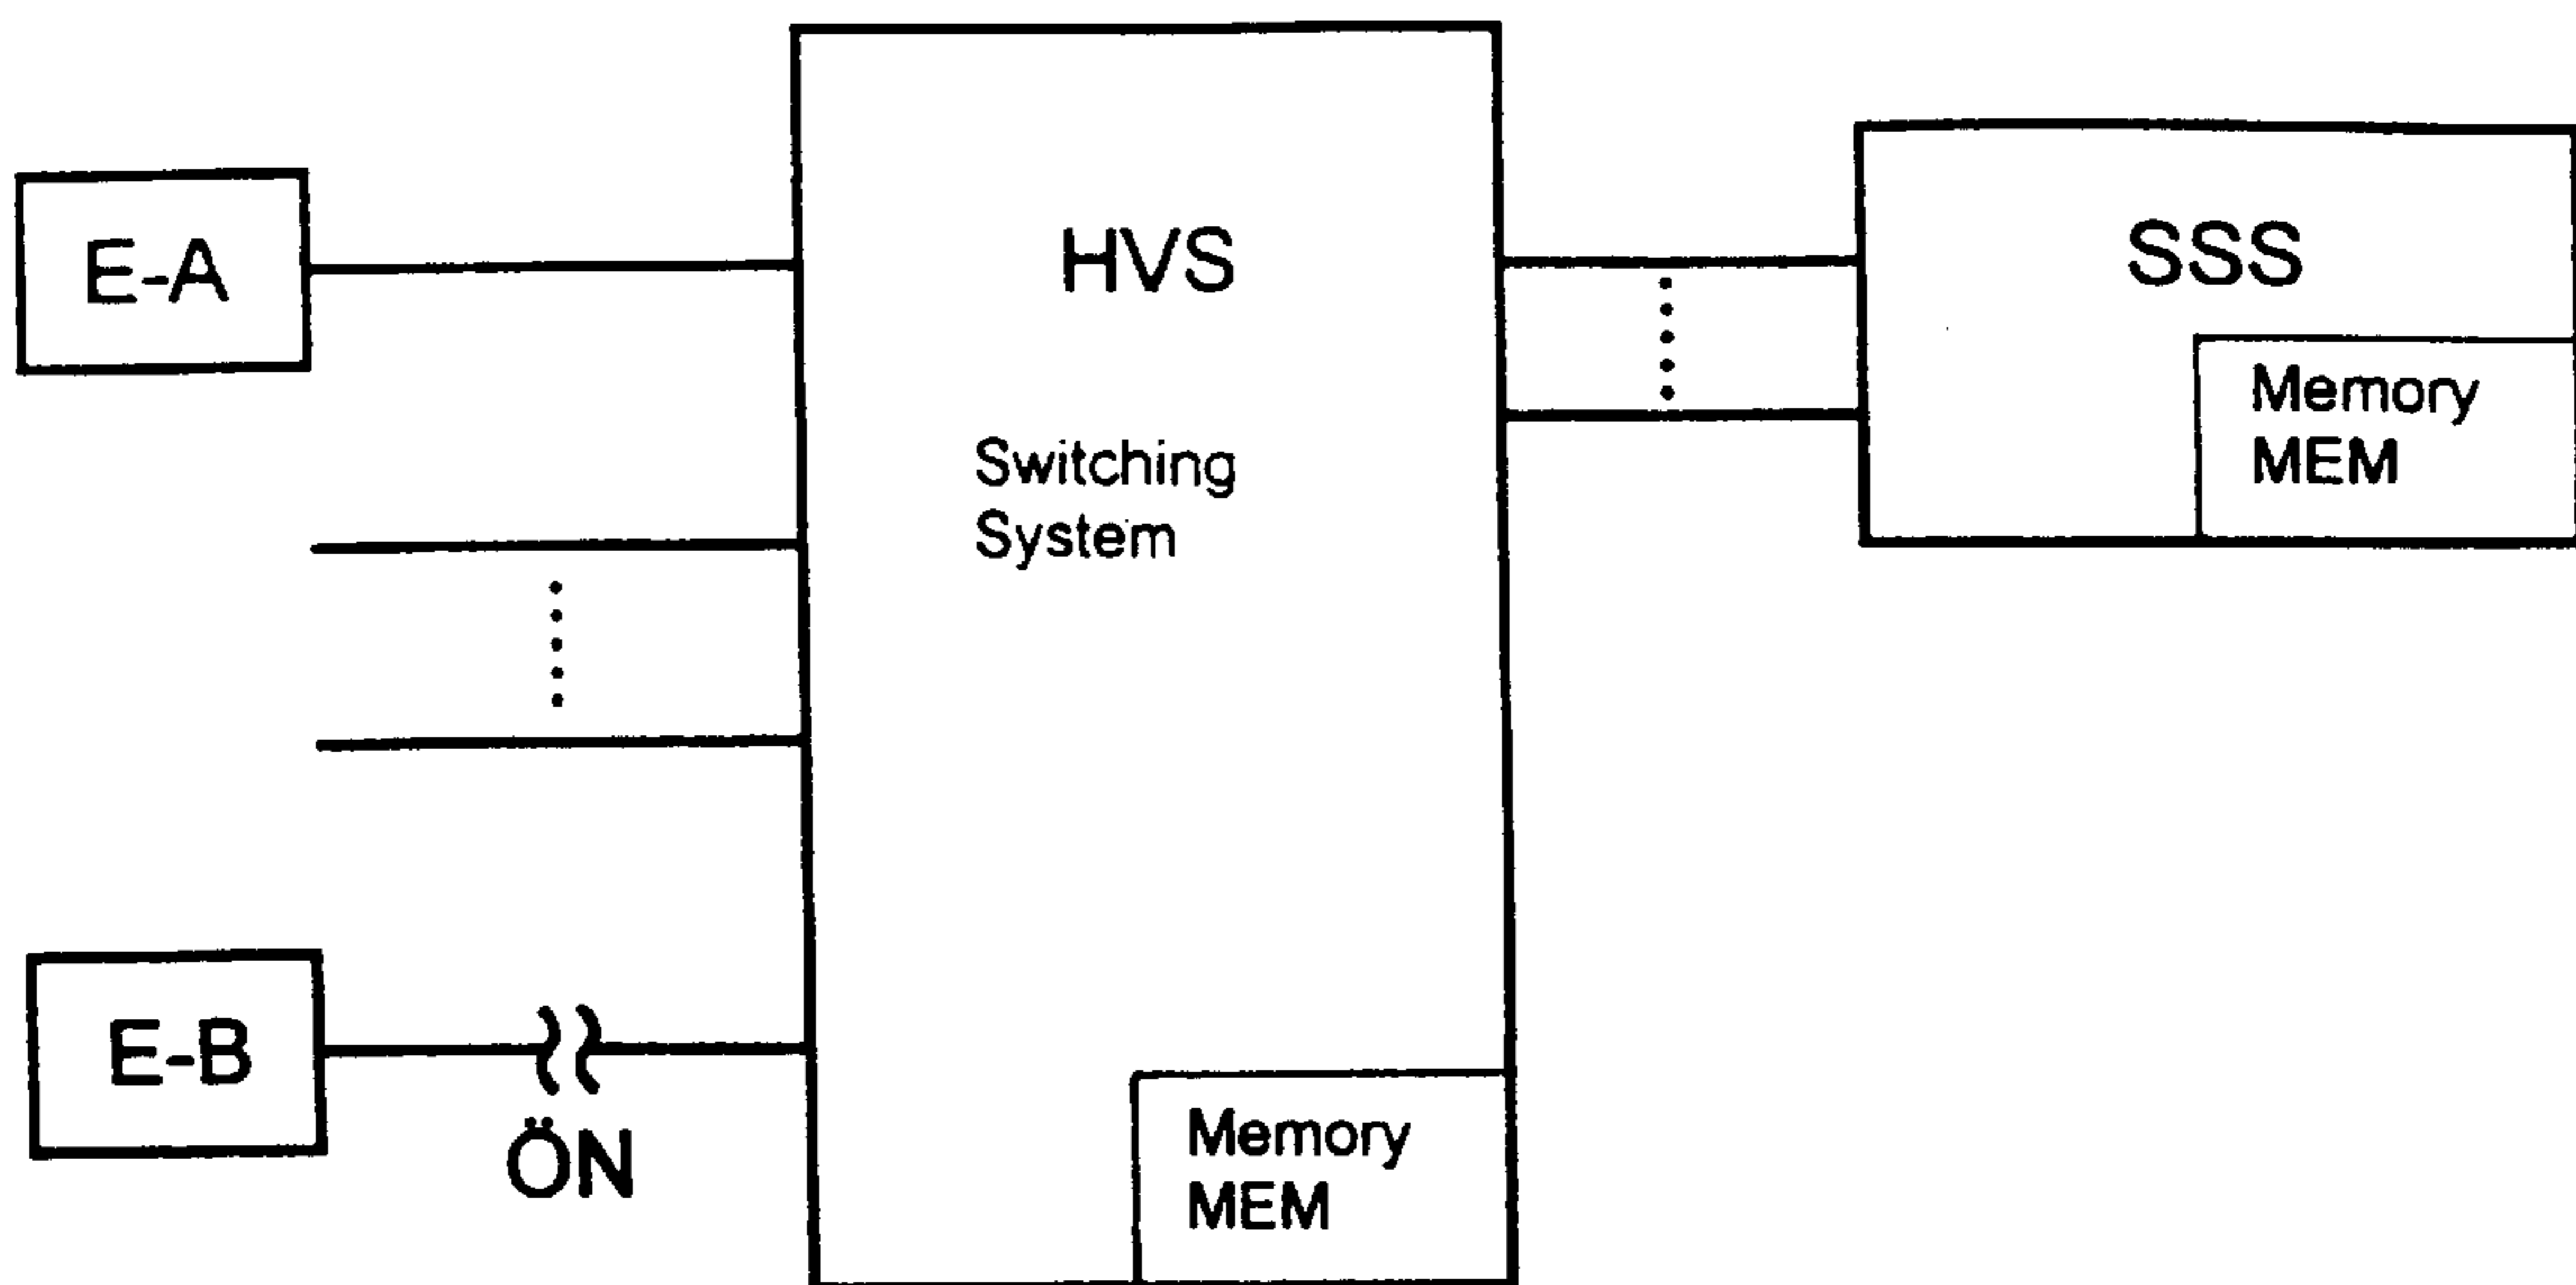 E-A
HVS
SSS
Memory
MEM
Switching
System
E-B
ÖN
Memory
MEM